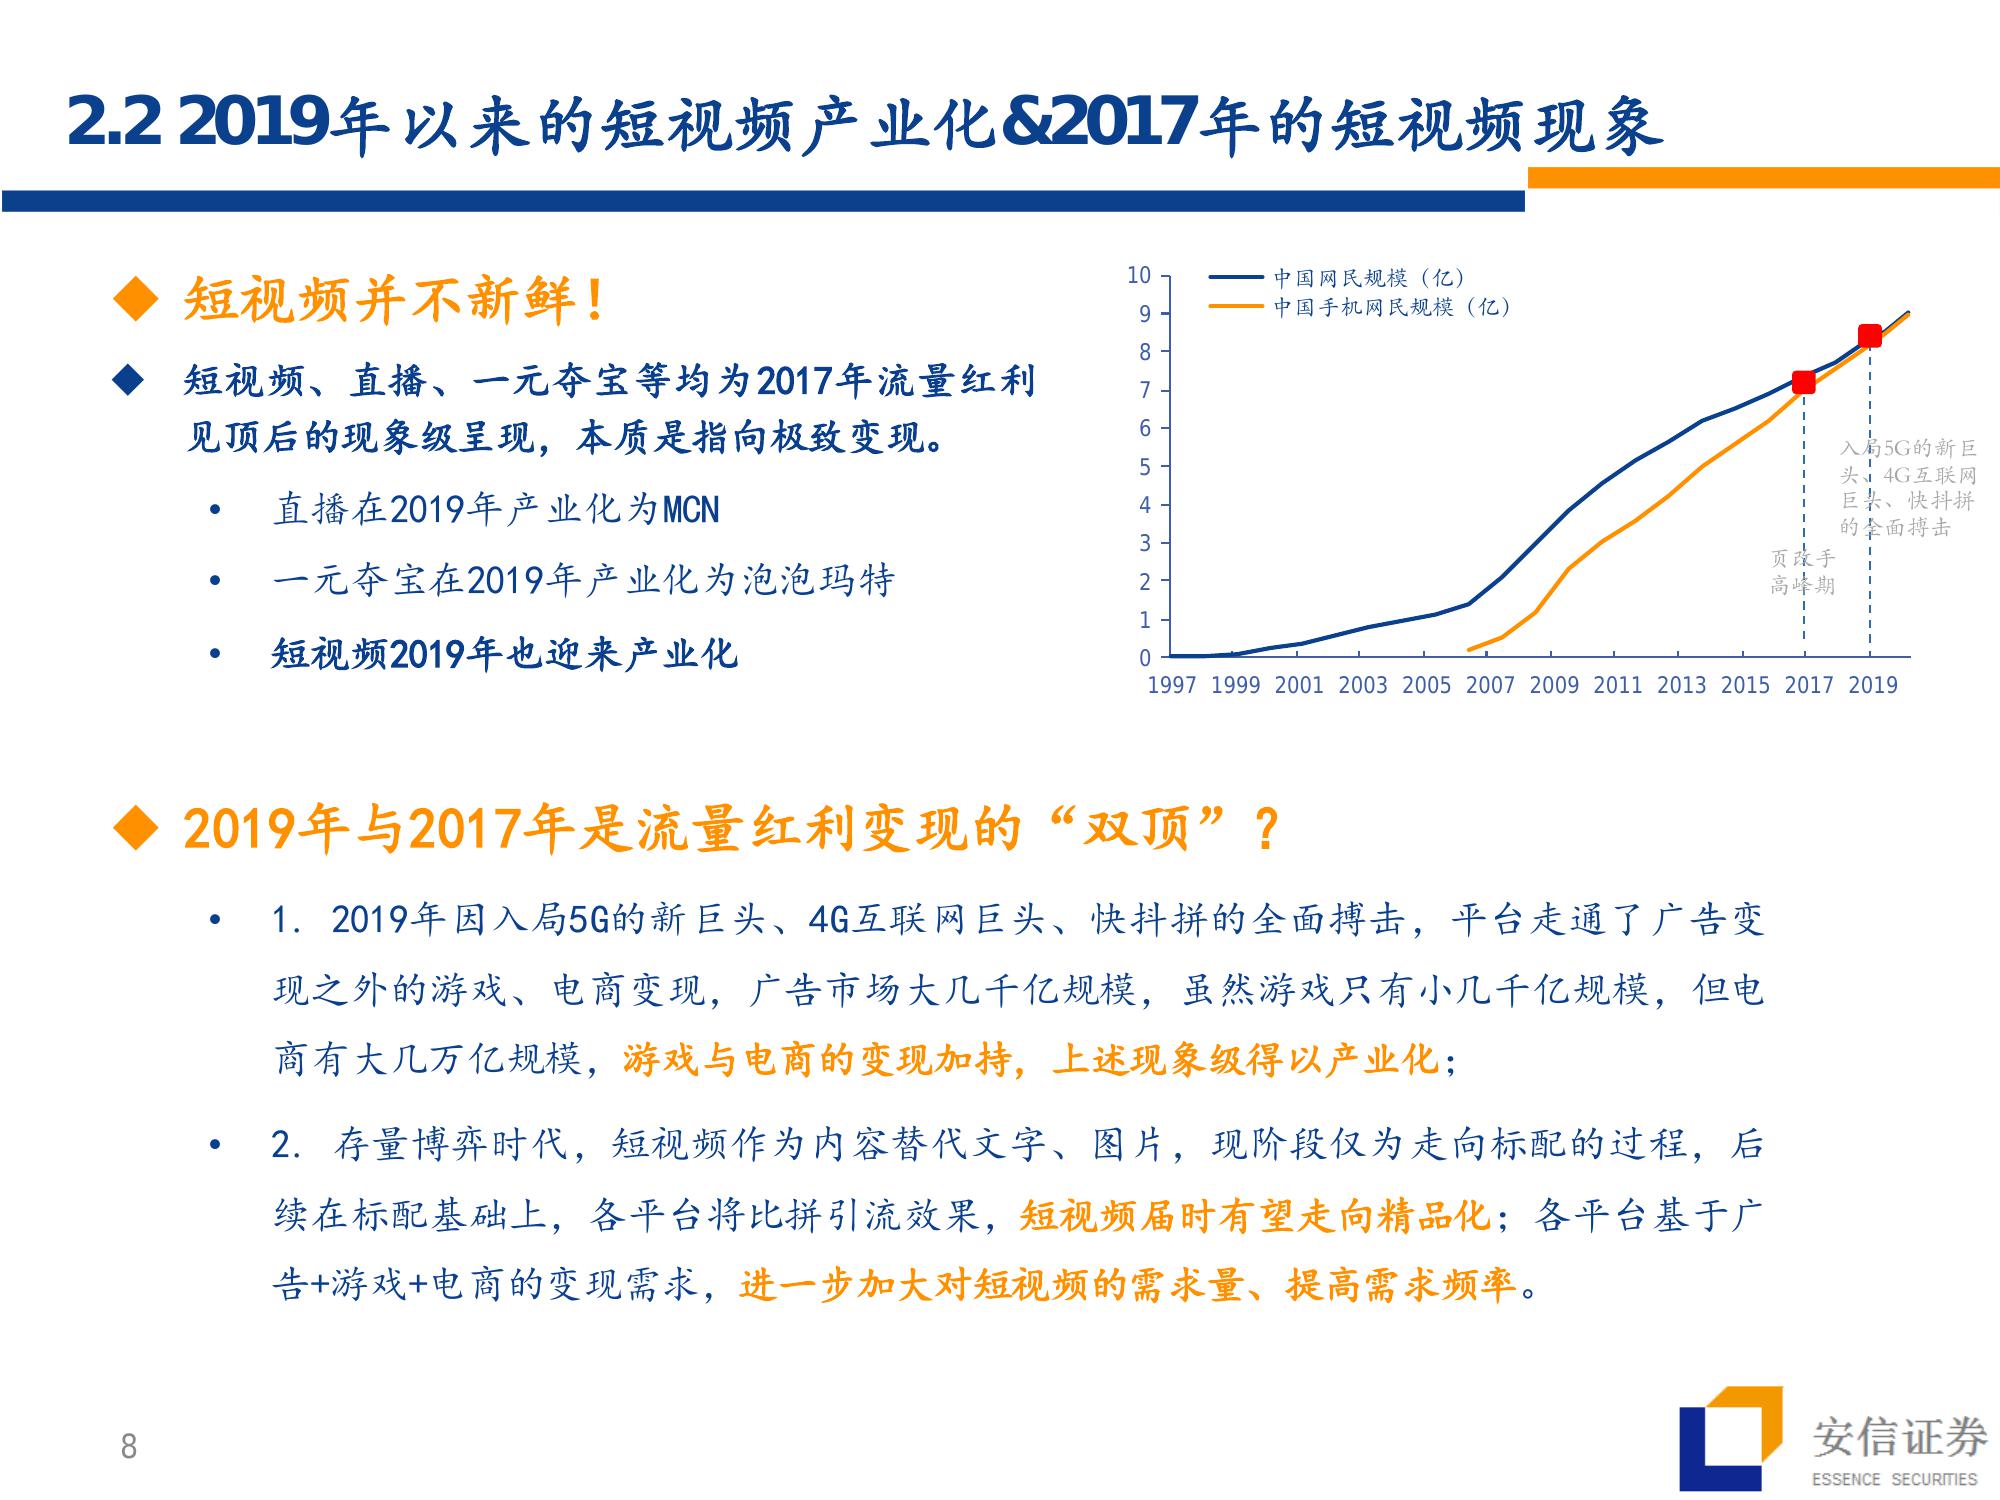 2.2 2019年以来的短视频产业化&2017年的短视频现象
◆ 短视频并不新鲜！
◆ 短视频、直播、一元夺宝等均为2017年流量红利
见顶后的现象级呈现，本质是指向极致变现。
• 直播在2019年产业化为MCN
• 一元夺宝在2019年产业化为泡泡玛特
• 短视频2019年也迎来产业化
中国网民规模（亿）
中国手机网民规模（亿）
10
9
8
7
6
5
4
3
2
1
0
1997 1999 2001 2003 2005 2007 2009 2011 2013 2015 2017 2019
入局5G的新巨
头、4G互联网
巨头、快抖拼
的全面搏击
页改手
高峰期
◆ 2019年与2017年是流量红利变现的“双顶”？
• 1. 2019年因入局5G的新巨头、4G互联网巨头、快抖拼的全面搏击，平台走通了广告变
现之外的游戏、电商变现，广告市场大几千亿规模，虽然游戏只有小几千亿规模，但电
商有大几万亿规模，游戏与电商的变现加持，上述现象级得以产业化；
• 2. 存量博弈时代，短视频作为内容替代文字、图片，现阶段仅为走向标配的过程，后
续在标配基础上，各平台将比拼引流效果，短视频届时有望走向精品化；各平台基于广
告+游戏+电商的变现需求，进一步加大对短视频的需求量、提高需求频率。
8
安信证券
ESSENCE SECURITIES